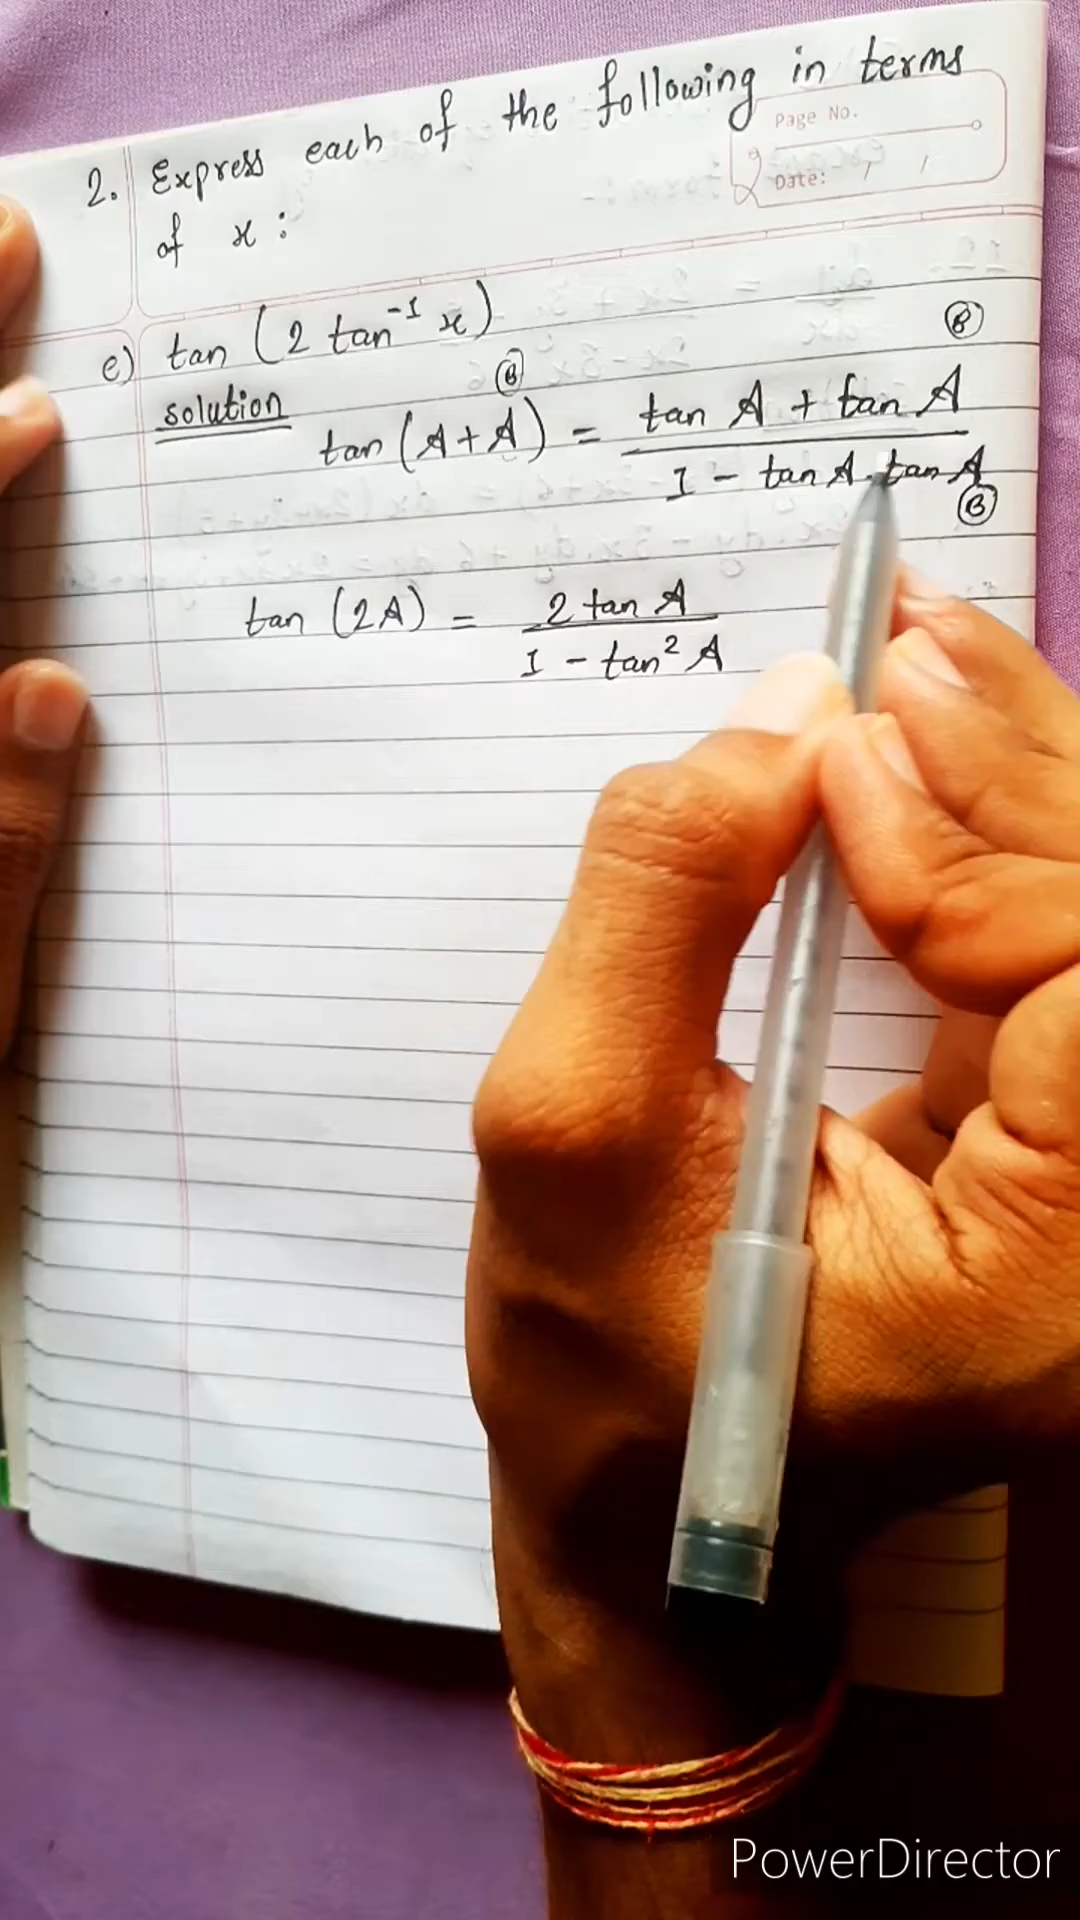 2. Express each of the following in terms
of x :
Page No.
Date: / /
e) tan (2 tan⁻¹ x)
solution
B B
tan (A + A) = tan A + tan A
1 - tan A . tan A
B
tan (2A) = 2 tan A
1 - tan² A
PowerDirector